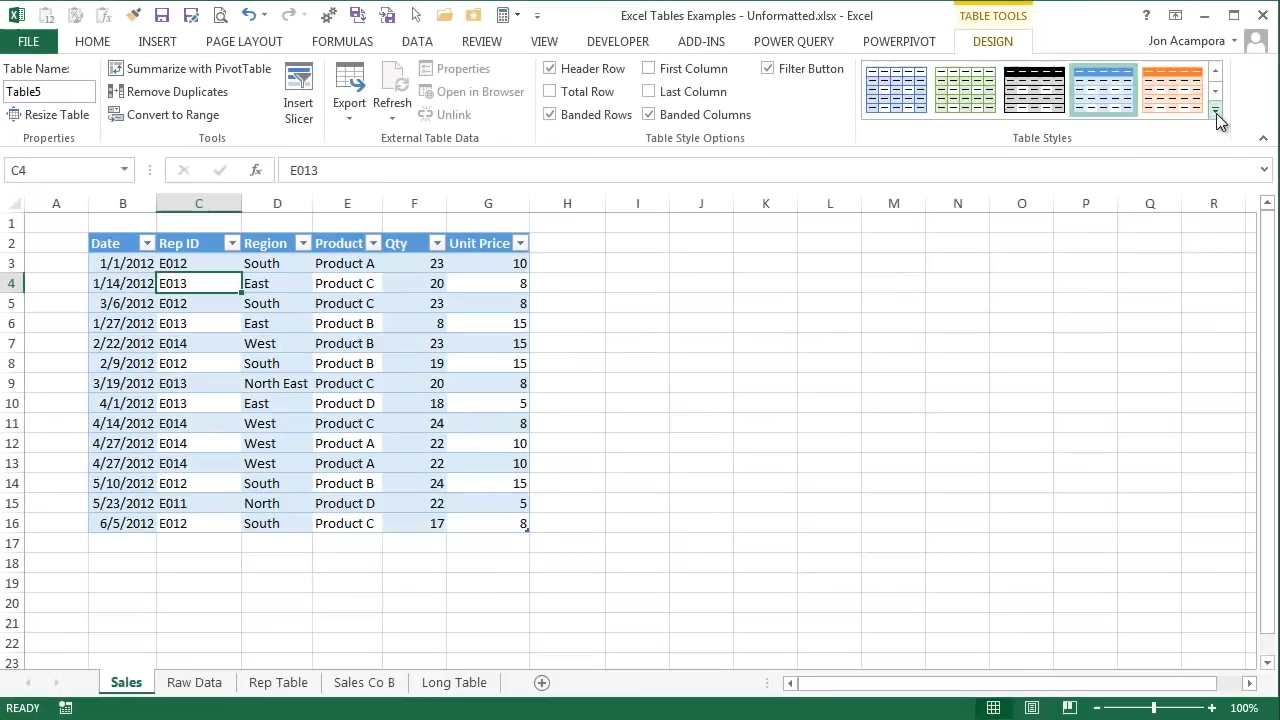 Excel Tables Examples - Unformatted.xlsx - Excel
TABLE TOOLS
FILE HOME INSERT PAGE LAYOUT FORMULAS DATA REVIEW VIEW DEVELOPER ADD-INS POWER QUERY POWERPIVOT DESIGN Jon Acampora
Table Name:
Table5
Resize Table
Properties
Summarize with PivotTable
Remove Duplicates
Convert to Range
Tools
Insert
Slicer
Export
Refresh
Properties
Open in Browser
Unlink
External Table Data
Header Row
Total Row
Banded Rows
First Column
Last Column
Banded Columns
Filter Button
Table Style Options
Table Styles
C4 fx E013
A B C D E F G H I J K L M N O P Q R
1
2 Date Rep ID Region Product Qty Unit Price
3 1/1/2012 E012 South Product A 23 10
4 1/14/2012 E013 East Product C 20 8
5 3/6/2012 E012 South Product C 23 8
6 1/27/2012 E013 East Product B 8 15
7 2/22/2012 E014 West Product B 23 15
8 2/9/2012 E012 South Product B 19 15
9 3/19/2012 E013 North East Product C 20 8
10 4/1/2012 E013 East Product D 18 5
11 4/14/2012 E014 West Product C 24 8
12 4/27/2012 E014 West Product A 22 10
13 4/27/2012 E014 West Product A 22 10
14 5/10/2012 E012 South Product B 24 15
15 5/23/2012 E011 North Product D 22 5
16 6/5/2012 E012 South Product C 17 8
17
18
19
20
21
22
23
Sales Raw Data Rep Table Sales Co B Long Table
READY 100%